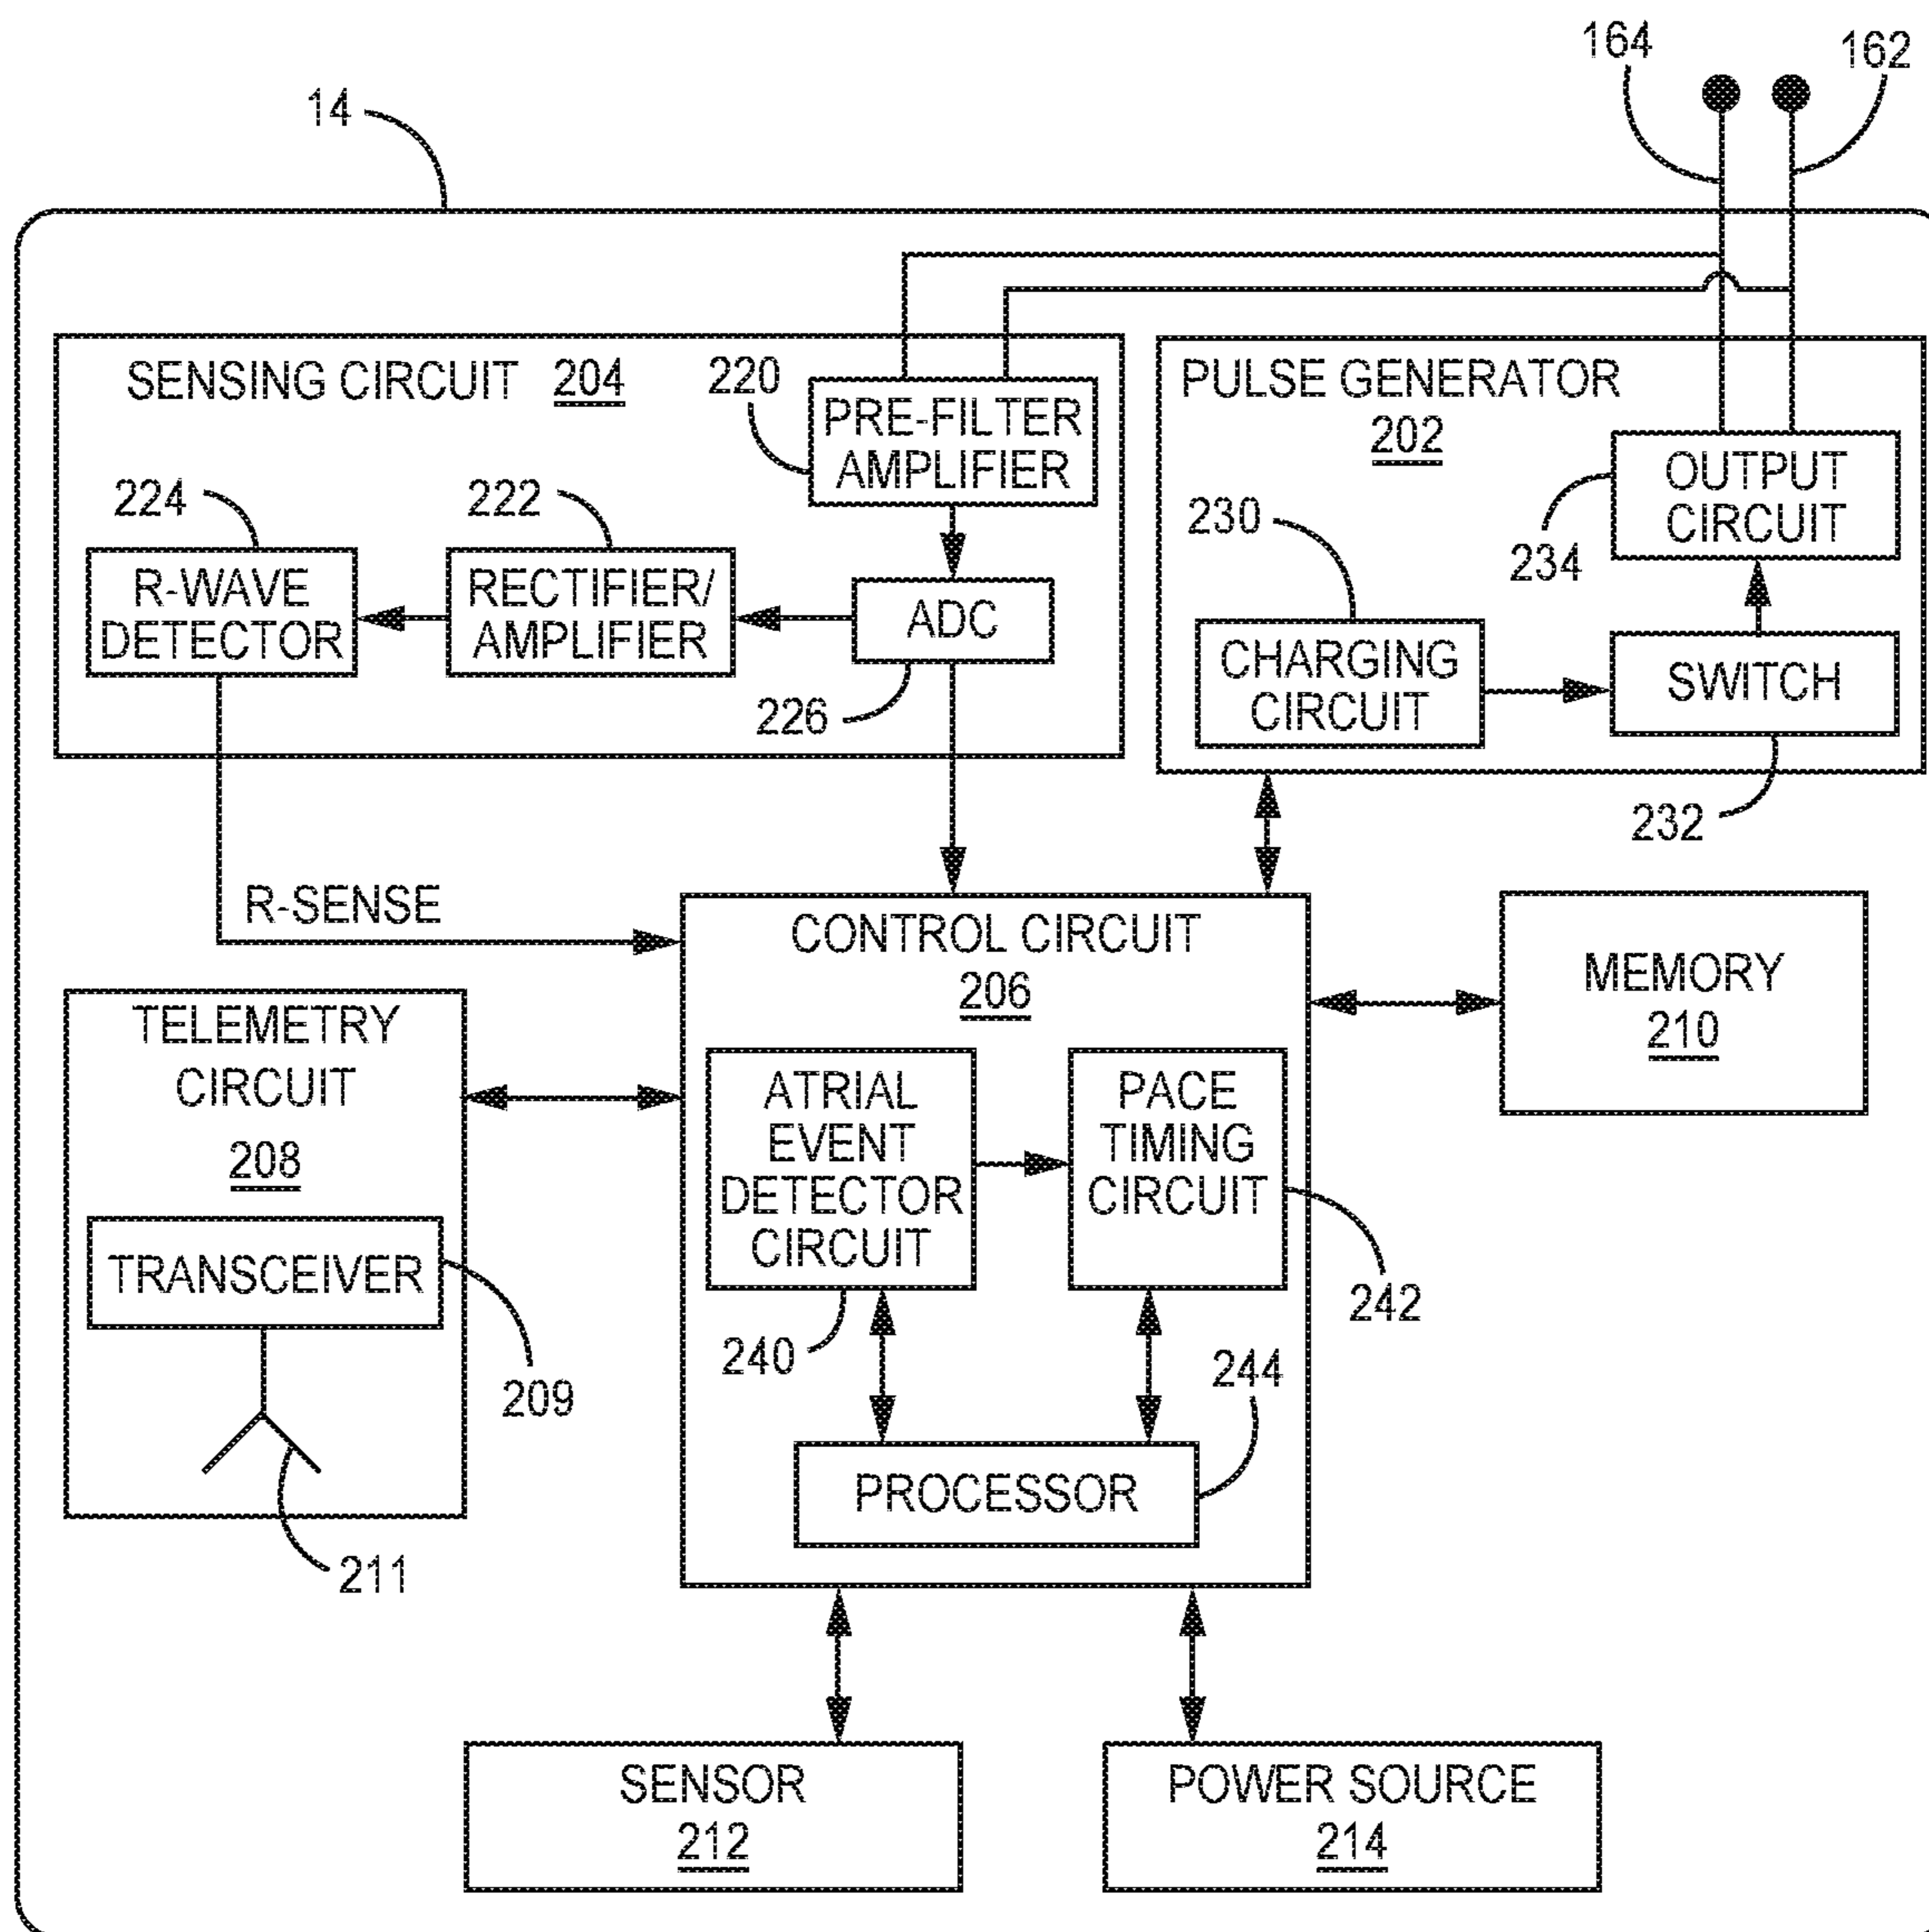 164
162
14
SENSING CIRCUIT 204
220
PRE-FILTER
AMPLIFIER
PULSE GENERATOR
202
OUTPUT
CIRCUIT
234
224
R-WAVE
DETECTOR
222
RECTIFIER/
AMPLIFIER
ADC
226
230
CHARGING
CIRCUIT
SWITCH
232
R-SENSE
CONTROL CIRCUIT
206
MEMORY
210
TELEMETRY
CIRCUIT
208
TRANSCEIVER
209
211
ATRIAL
EVENT
DETECTOR
CIRCUIT
240
PACE
TIMING
CIRCUIT
242
244
PROCESSOR
SENSOR
212
POWER SOURCE
214